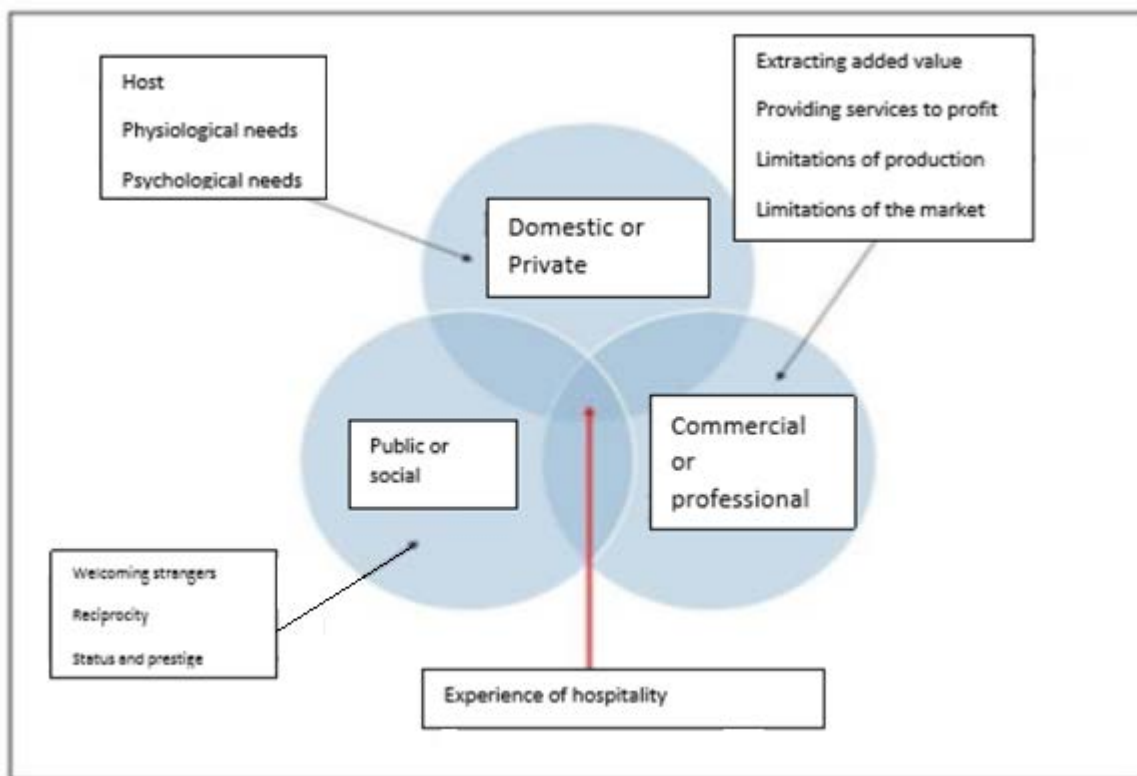 Host
Physiological needs
Psychological needs
Extracting added value
Providing services to profit
Limitations of production
Limitations of the market
Domestic or
Private
Public or
social
Commercial
or
professional
Welcoming strangers
Reciprocity
Status and prestige
Experience of hospitality